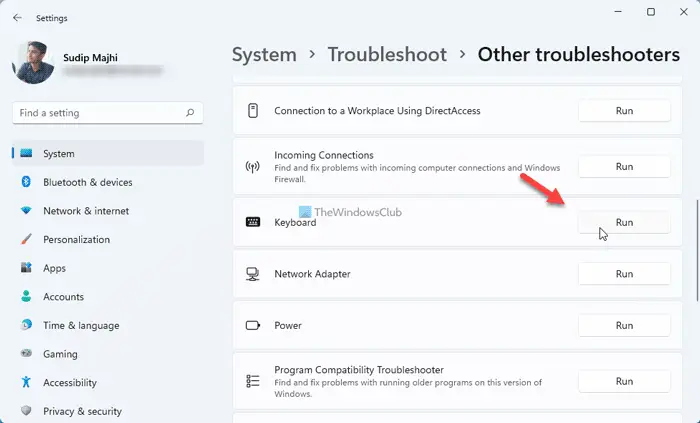 Settings
Sudip Majhi
System > Troubleshoot > Other troubleshooters
Find a setting
System
Bluetooth & devices
Network & internet
Personalization
Apps
Accounts
Time & language
Gaming
Accessibility
Privacy & security
Connection to a Workplace Using DirectAccess
Run
Incoming Connections
Find and fix problems with incoming computer connections and Windows
Firewall.
Run
TheWindowsClub
Keyboard
Run
Network Adapter
Run
Power
Run
Program Compatibility Troubleshooter
Find and fix problems with running older programs on this version of
Windows.
Run